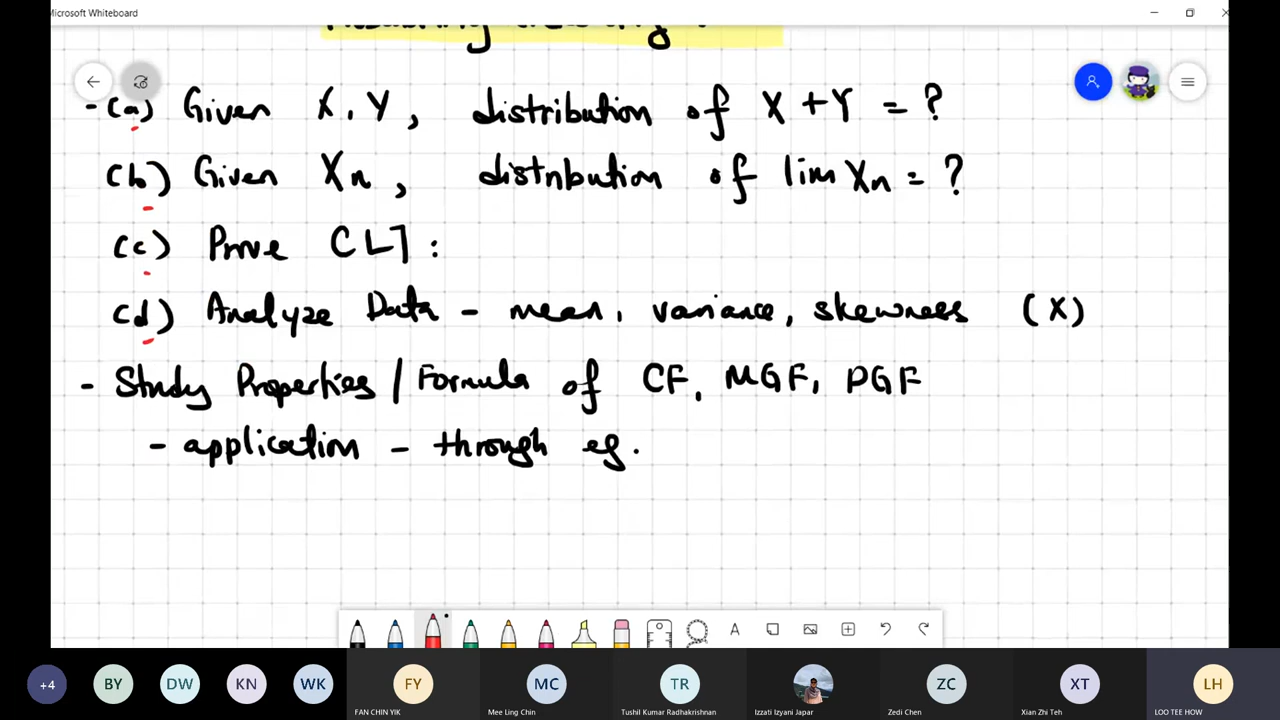 Microsoft Whiteboard
- (a) Given X, Y, distribution of X + Y = ?
(b) Given Xn, distribution of lim Xn = ?
(c) Prove CLT:
(d) Analyze Data - mean, variance, skewness (X)
- Study Properties / Formula of CF, MGF, PGF
- application - through eg.
+4 BY DW KN WK FY MC TR ZC XT LH
FAN CHIN YIK Mee Ling Chin Tushil Kumar Radhakrishnan Izzati Izyani Japar Zedi Chen Xian Zhi Teh LOO TEE HOW